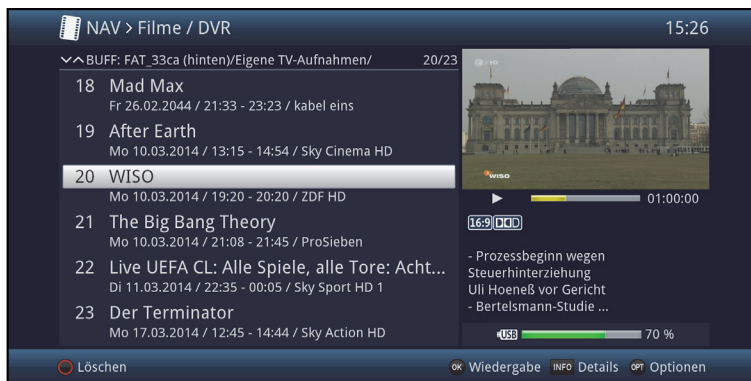 NAV > Filme / DVR 15:26
BUFF: FAT_33ca (hinten)/Eigene TV-Aufnahmen/ 20/23
18 Mad Max
Fr 26.02.2044 / 21:33 - 23:23 / kabel eins
19 After Earth
Mo 10.03.2014 / 13:15 - 14:54 / Sky Cinema HD
20 WISO
Mo 10.03.2014 / 19:20 - 20:20 / ZDF HD
21 The Big Bang Theory
Mo 10.03.2014 / 21:08 - 21:45 / ProSieben
22 Live UEFA CL: Alle Spiele, alle Tore: Acht...
Di 11.03.2014 / 22:35 - 00:05 / Sky Sport HD 1
23 Der Terminator
Mo 17.03.2014 / 12:45 - 14:44 / Sky Action HD
WISO
01:00:00
16:9
- Prozessbeginn wegen
Steuerhinterziehung
Uli Hoeneß vor Gericht
- Bertelsmann-Studie ...
USB 70 %
Löschen OK Wiedergabe INFO Details OPT Optionen